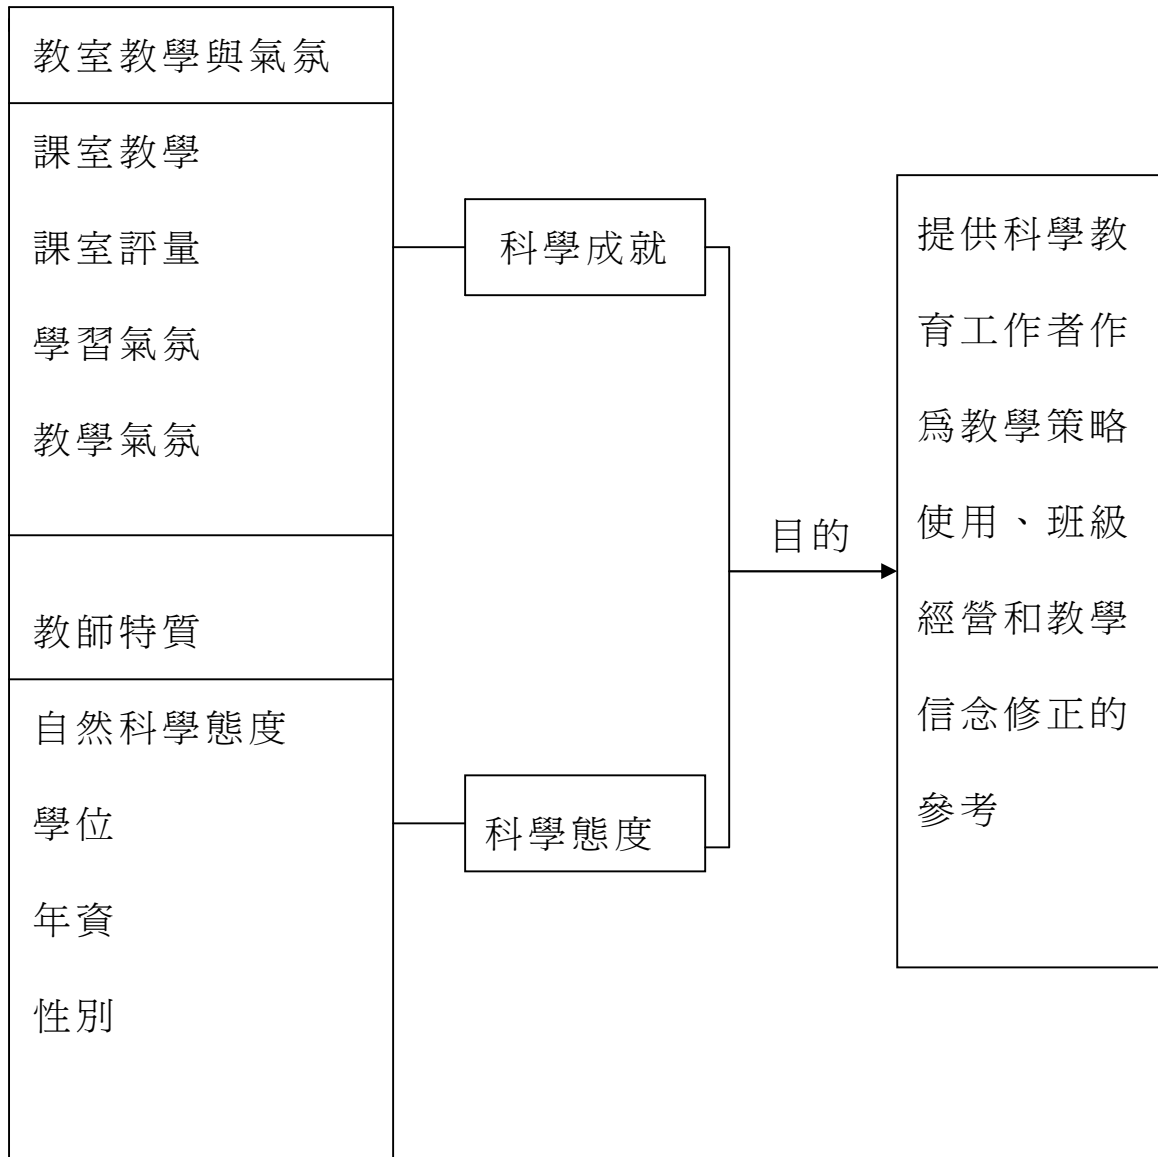 教室教學與氣氛
課室教學
課室評量
學習氣氛
教學氣氛
教師特質
自然科學態度
學位
年資
性別
科學成就
科學態度
目的
提供科學教
育工作者作
爲教學策略
使用、班級
經營和教學
信念修正的
參考